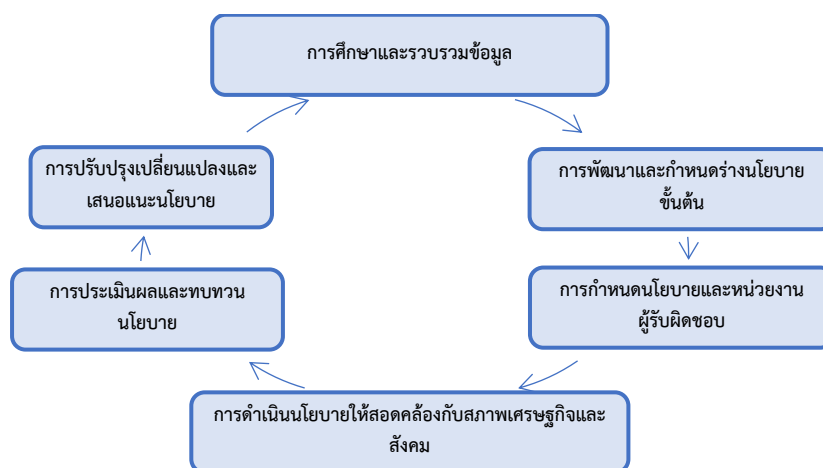 การศึกษาและรวบรวมข้อมูล
การพัฒนาและกำหนดร่างนโยบาย
ขั้นต้น
การกำหนดนโยบายและหน่วยงาน
ผู้รับผิดชอบ
การดำเนินนโยบายให้สอดคล้องกับสภาพเศรษฐกิจและ
สังคม
การประเมินผลและทบทวน
นโยบาย
การปรับปรุงเปลี่ยนแปลงและ
เสนอแนะนโยบาย